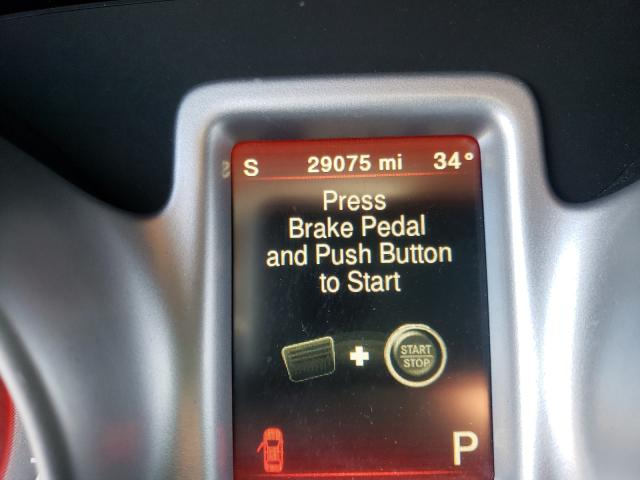 S 29075 mi 34°
Press
Brake Pedal
and Push Button
to Start
START
STOP
P